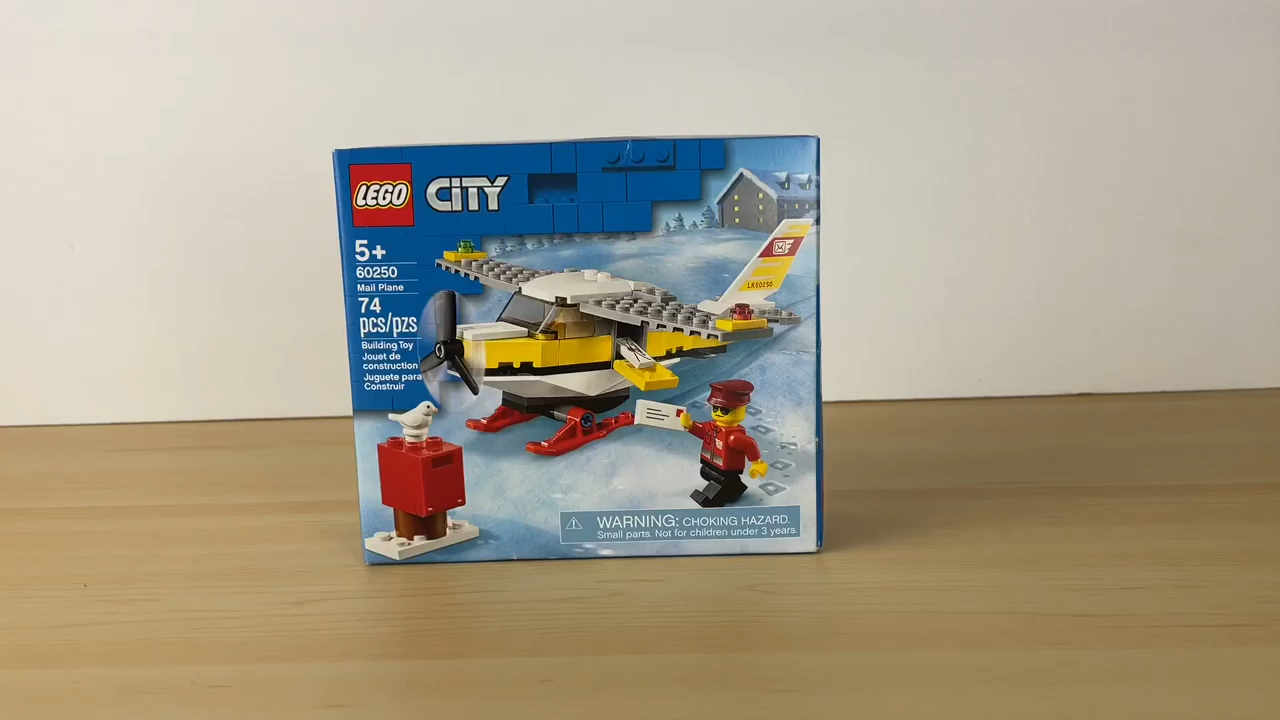 LEGO
CITY
5+
60250
Mail Plane
74
pcs/pzs
Building Toy
Jouet de
construction
Juguete para
Construir
LK60250
WARNING: CHOKING HAZARD.
Small parts. Not for children under 3 years.